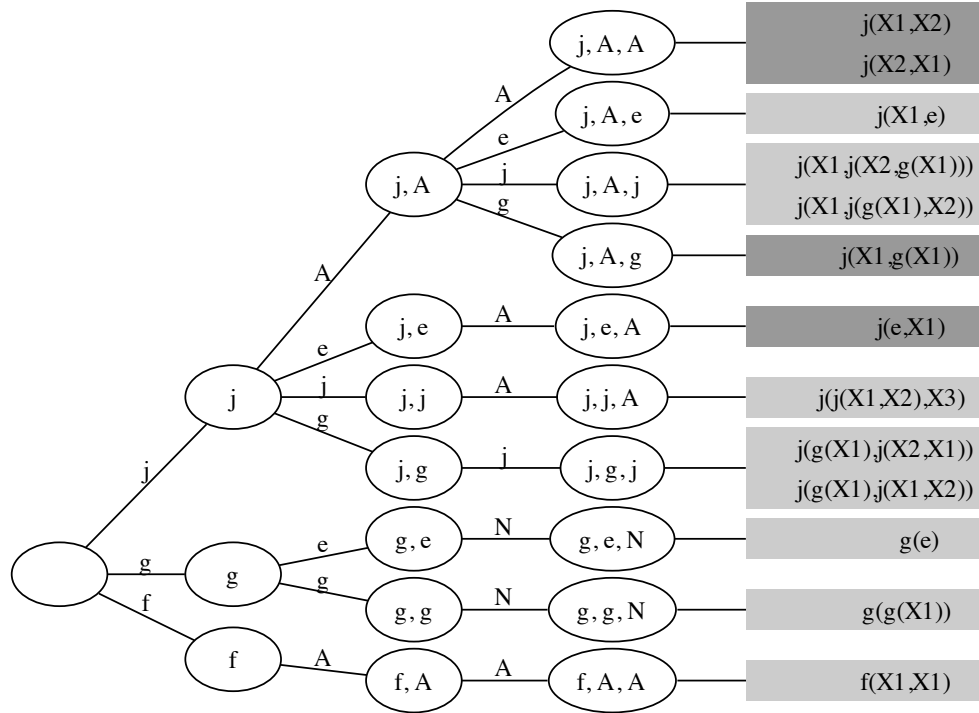 j, A, A
j(X1,X2)
j(X2,X1)
A
j, A, e
j(X1,e)
e
j, A
j
j, A, j
j(X1,j(X2,g(X1)))
j(X1,j(g(X1),X2))
g
j, A, g
j(X1,g(X1))
A
j, e
A
j, e, A
j(e,X1)
e
j
j
j, j
A
j, j, A
j(j(X1,X2),X3)
g
j, g
j
j, g, j
j(g(X1),j(X2,X1))
j(g(X1),j(X1,X2))
j
g, e
N
g, e, N
g(e)
e
g
g
g
g, g
N
g, g, N
g(g(X1))
f
f
A
f, A
A
f, A, A
f(X1,X1)